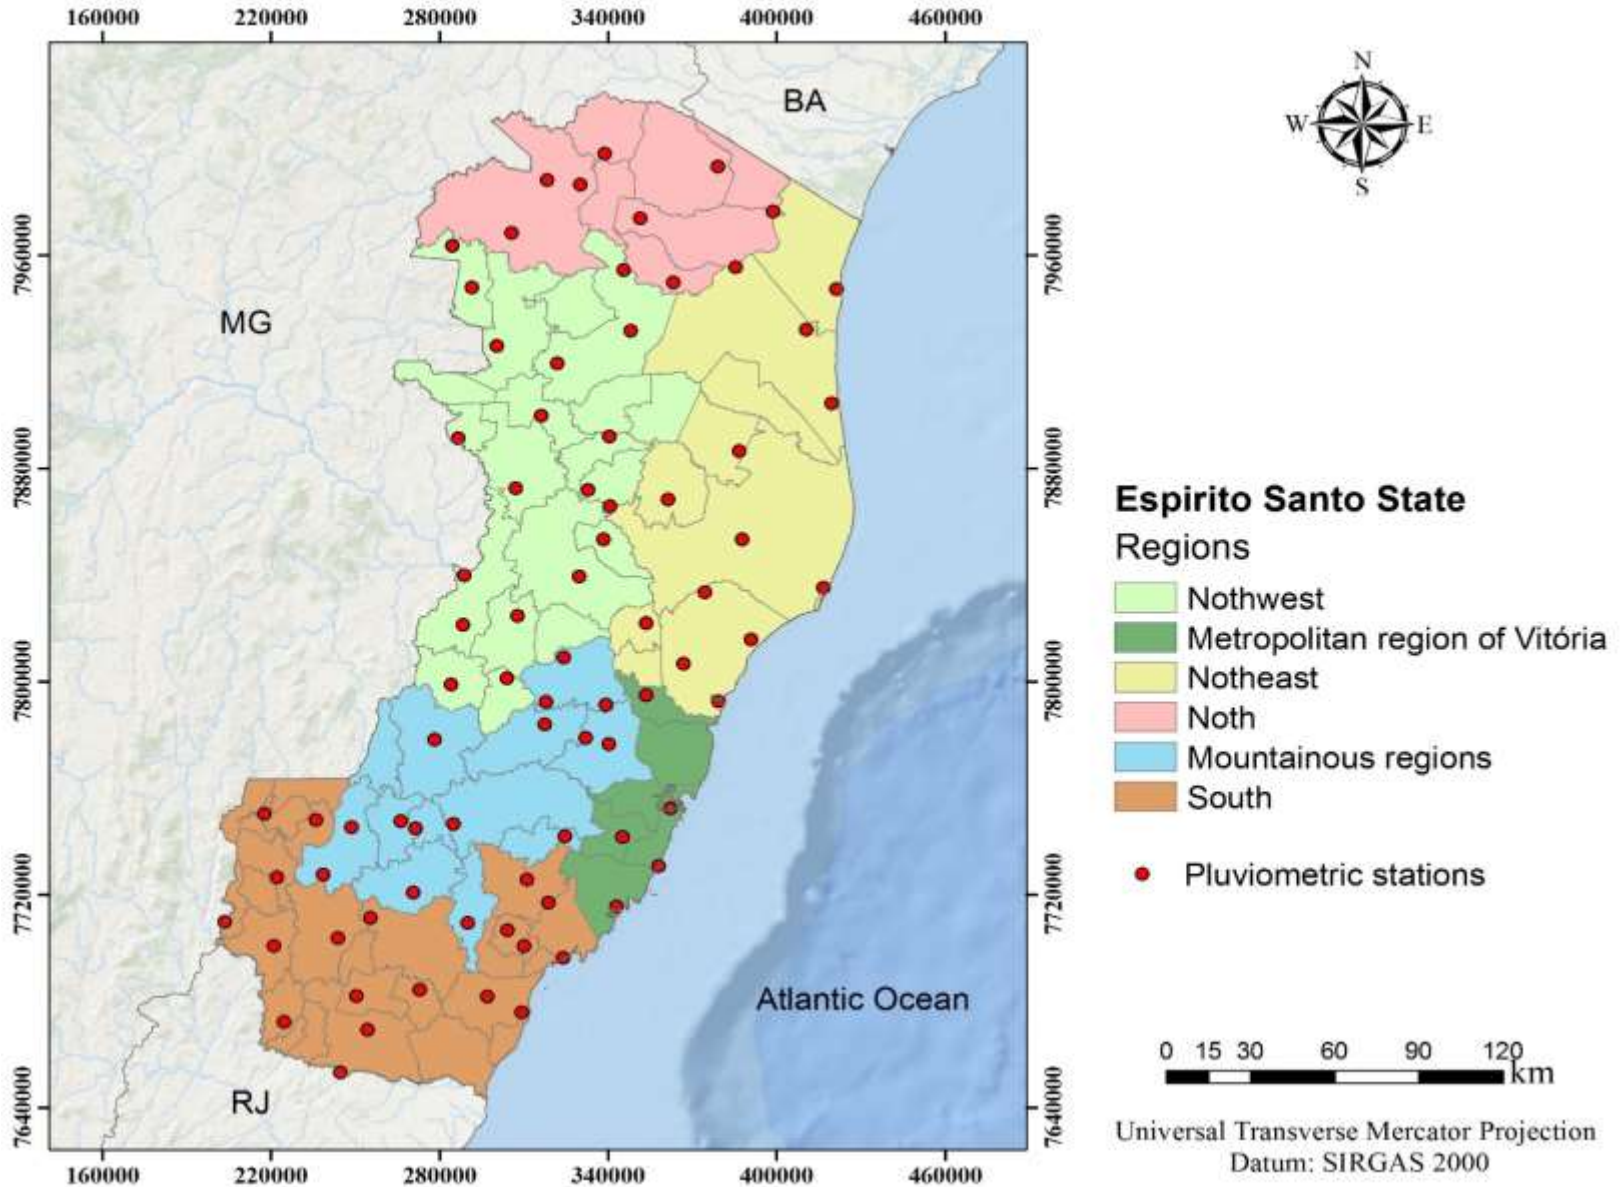 160000 220000 280000 340000 400000 460000
N
W E
S
BA
MG
RJ
Atlantic Ocean
7960000
7880000
7800000
7720000
7640000
7960000
7880000
7800000
7720000
7640000
160000 220000 280000 340000 400000 460000
Espirito Santo State
Regions
Nothwest
Metropolitan region of Vitória
Notheast
Noth
Mountainous regions
South
Pluviometric stations
0 15 30 60 90 120
km
Universal Transverse Mercator Projection
Datum: SIRGAS 2000